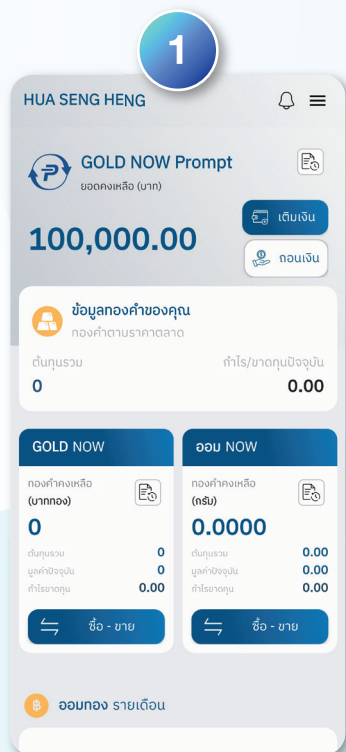 1
HUA SENG HENG
GOLD NOW Prompt
ยอดคงเหลือ (บาท)
100,000.00
เติมเงิน
ถอนเงิน
ข้อมูลทองคำของคุณ
ทองคำตามราคาตลาด
ต้นทุนรวม กำไร/ขาดทุนปัจจุบัน
0 0.00
GOLD NOW
ทองคำคงเหลือ
(บาททอง)
0
ต้นทุนรวม 0
มูลค่าปัจจุบัน 0
กำไรขาดทุน 0.00
ซื้อ - ขาย
ออม NOW
ทองคำคงเหลือ
(กรัม)
0.0000
ต้นทุนรวม 0.00
มูลค่าปัจจุบัน 0.00
กำไรขาดทุน 0.00
ซื้อ - ขาย
ออมทอง รายเดือน